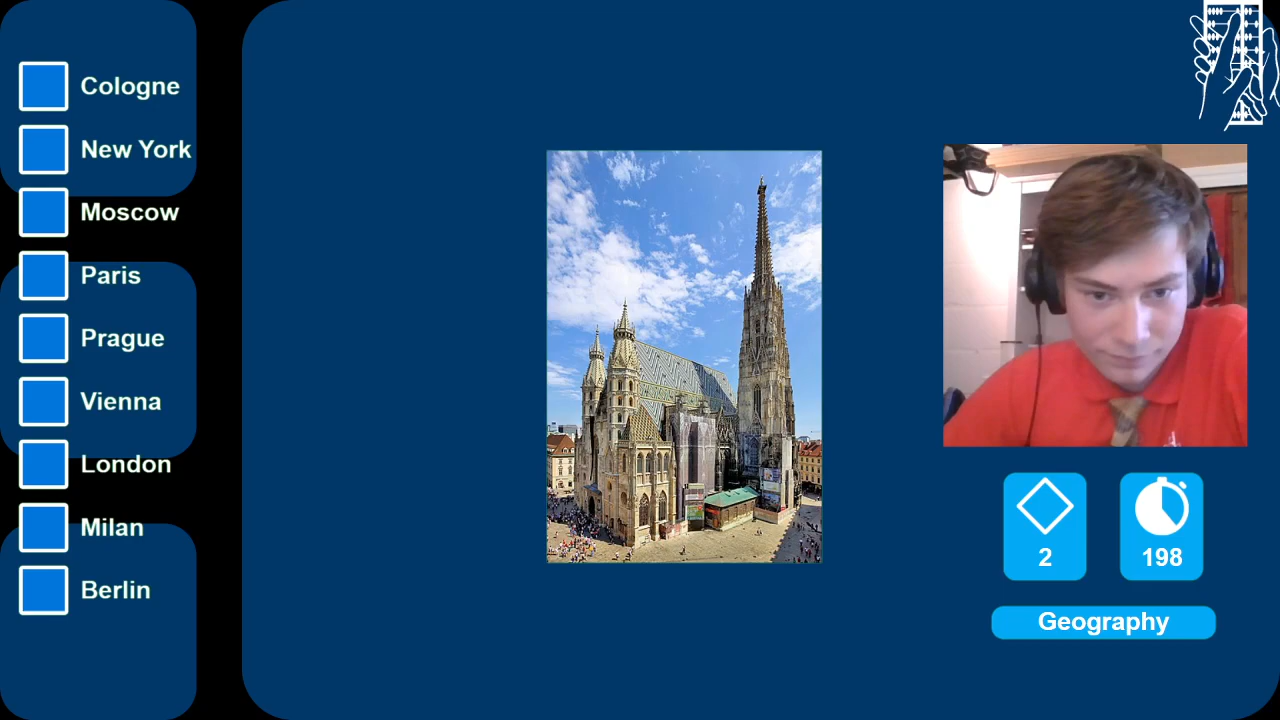 Cologne
New York
Moscow
Paris
Prague
Vienna
London
Milan
Berlin
2
198
Geography